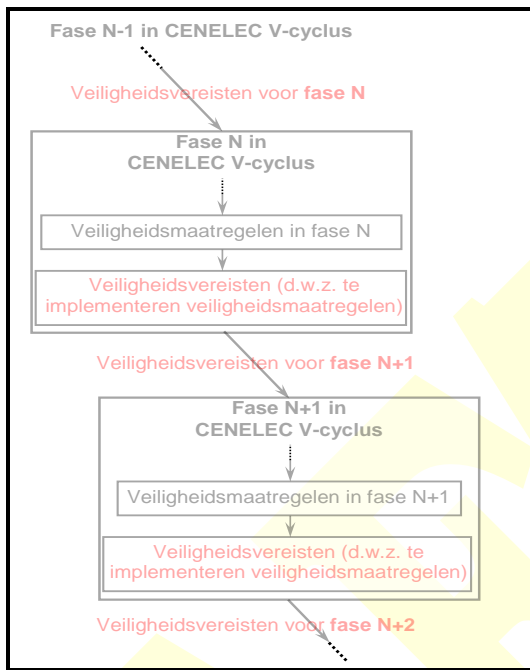 Fase N-1 in CENELEC V-cyclus
Veiligheidsvereisten voor fase N
Fase N in
CENELEC V-cyclus
Veiligheidsmaatregelen in fase N
Veiligheidsvereisten (d.w.z. te
implementeren veiligheidsmaatregelen)
Veiligheidsvereisten voor fase N+1
Fase N+1 in
CENELEC V-cyclus
Veiligheidsmaatregelen in fase N+1
Veiligheidsvereisten (d.w.z. te
implementeren veiligheidsmaatregelen)
Veiligheidsvereisten voor fase N+2